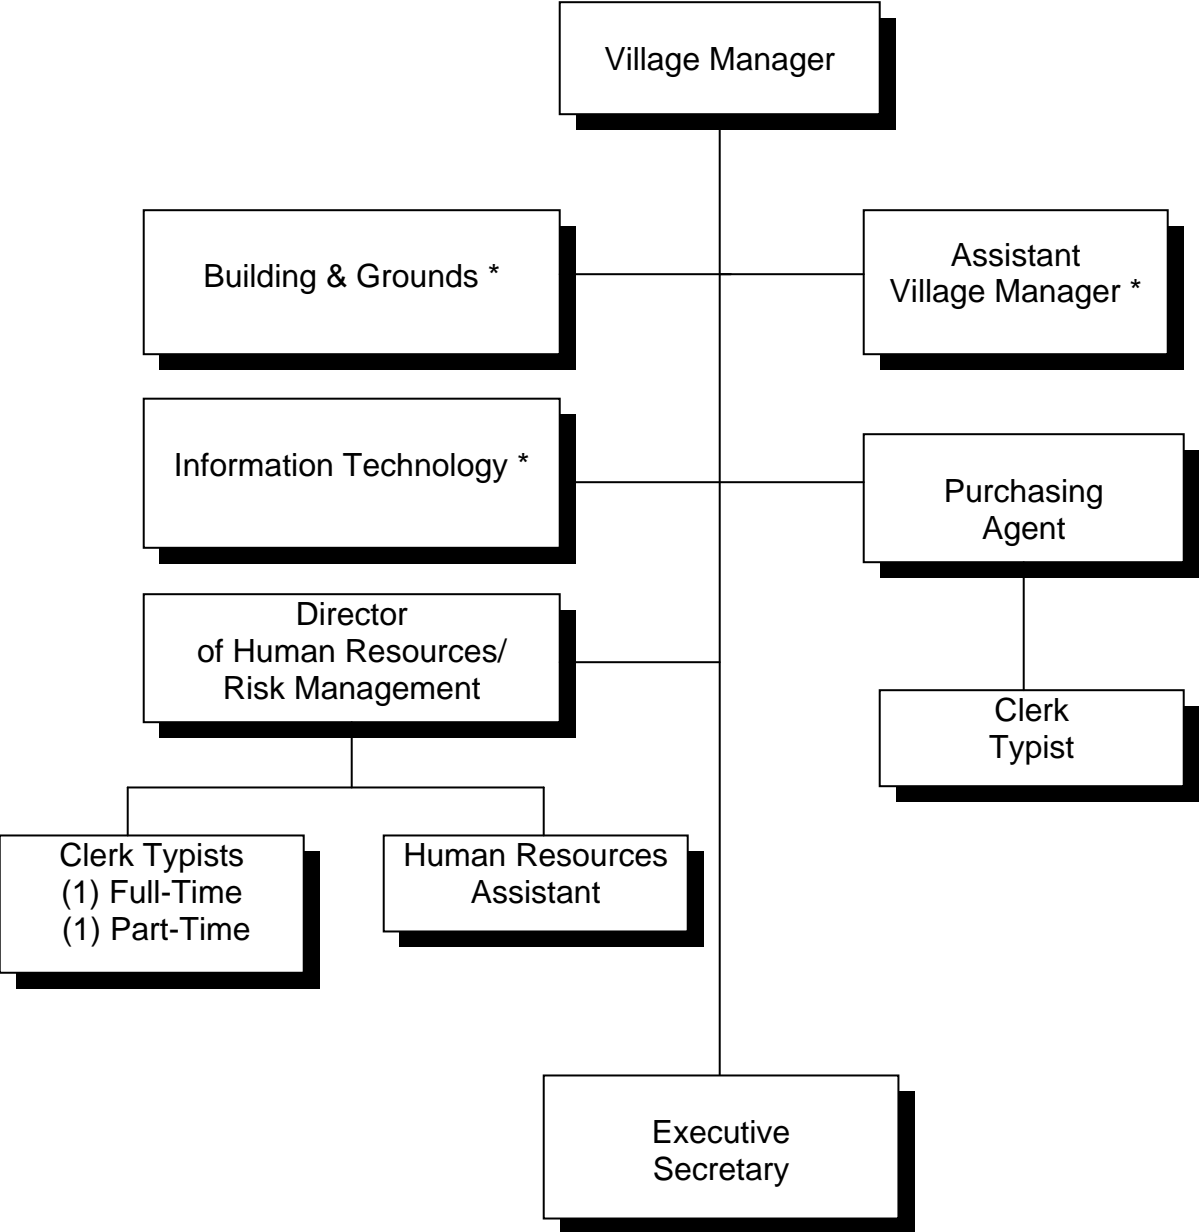 Village Manager
Building & Grounds *
Assistant
Village Manager *
Information Technology *
Purchasing
Agent
Director
of Human Resources/
Risk Management
Clerk
Typist
Clerk Typists
(1) Full-Time
(1) Part-Time
Human Resources
Assistant
Executive
Secretary